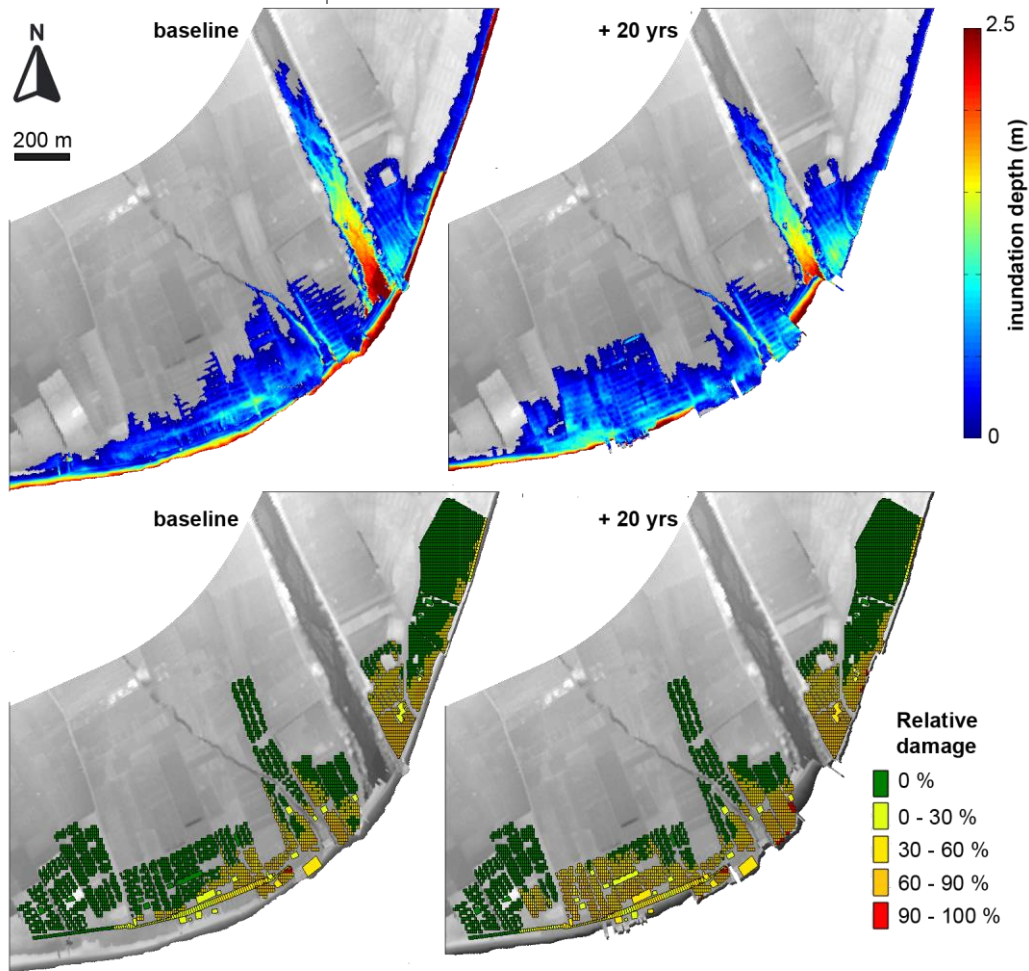 baseline
+ 20 yrs
N
200 m
2.5
inundation depth (m)
0
baseline
+ 20 yrs
Relative
damage
0 %
0 - 30 %
30 - 60 %
60 - 90 %
90 - 100 %